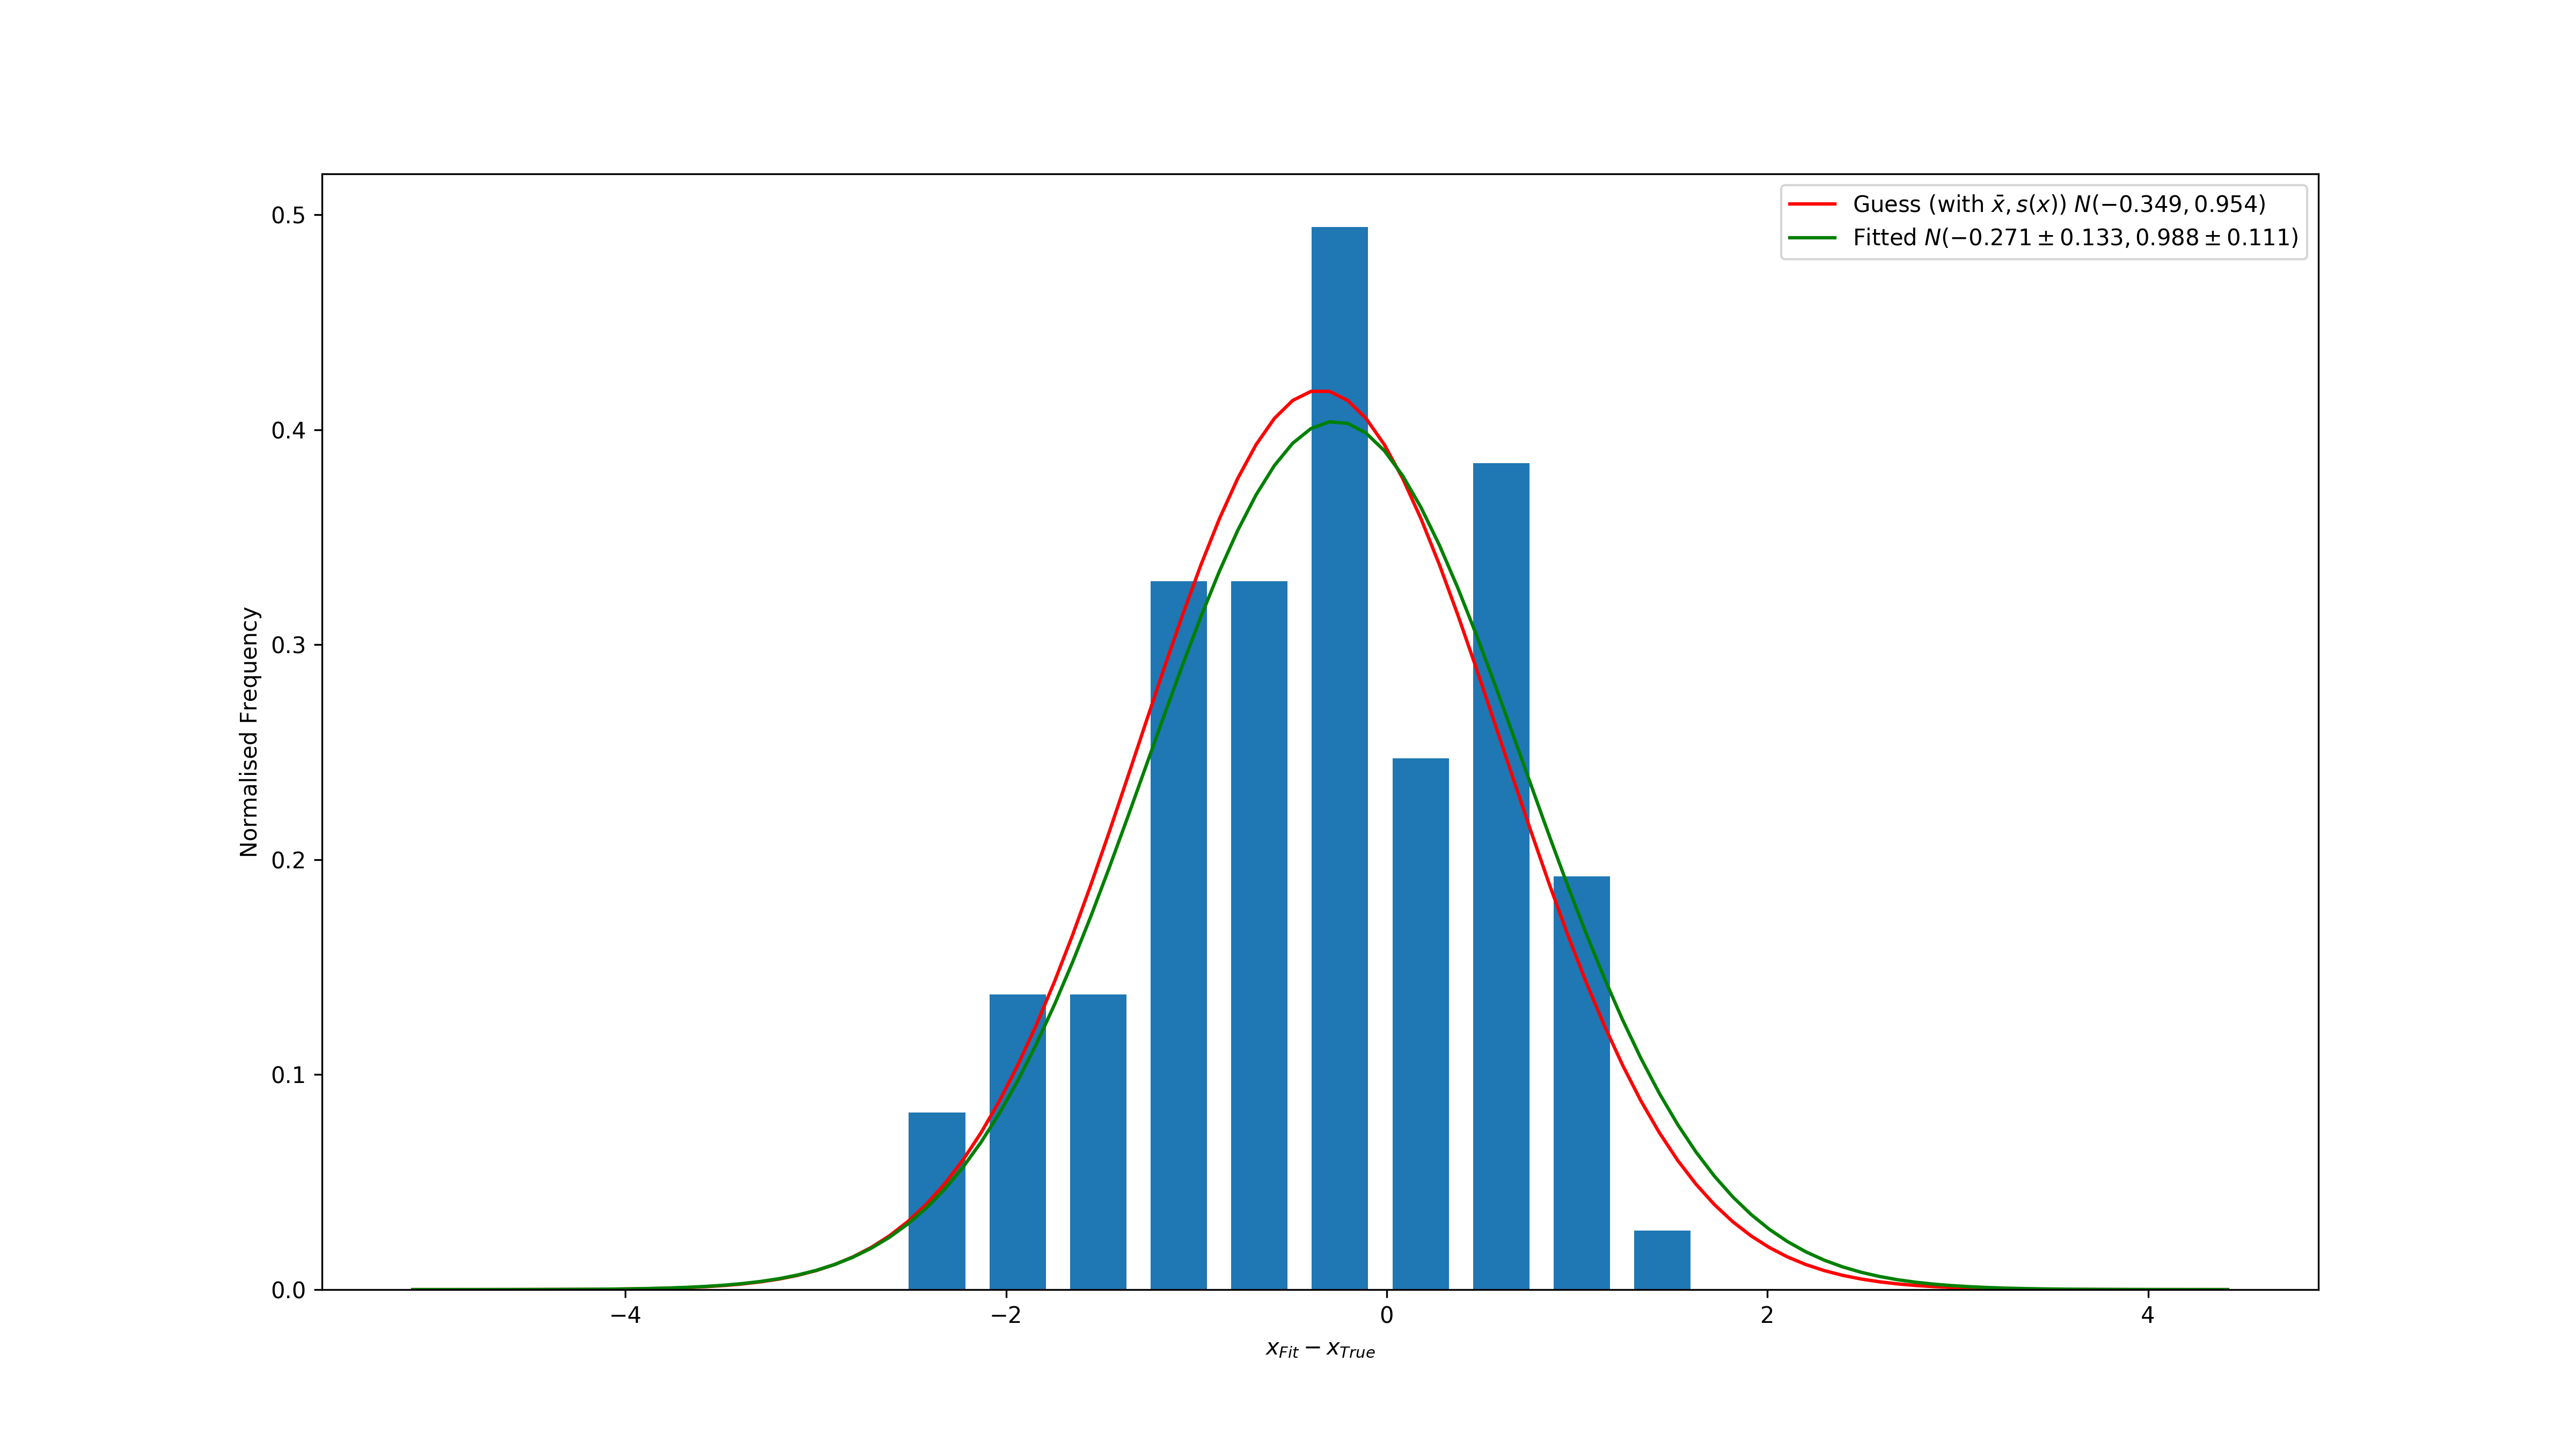 Guess (with x̄, s(x)) N(−0.349, 0.954)
Fitted N(−0.271 ± 0.133, 0.988 ± 0.111)
0.5
0.4
0.3
0.2
0.1
0.0
Normalised Frequency
−4 −2 0 2 4
x_Fit − x_True